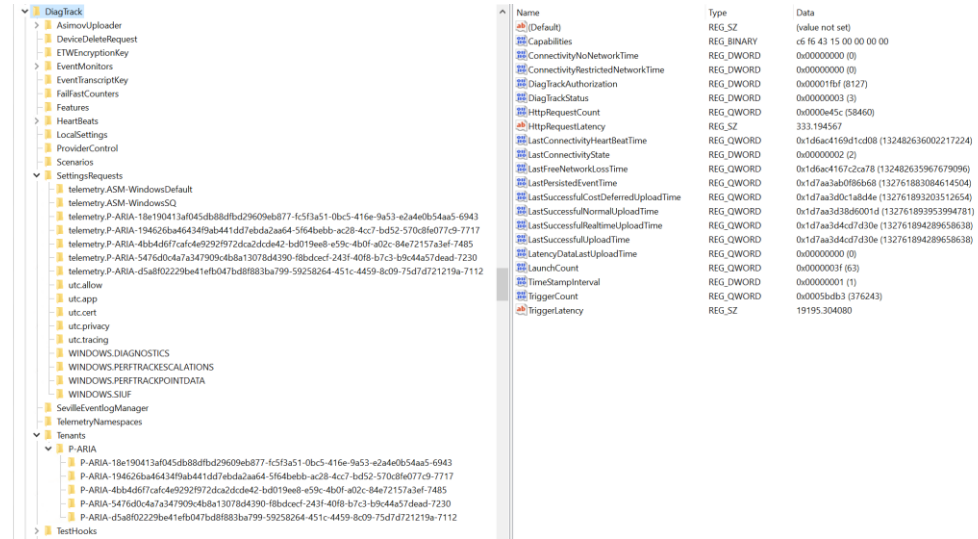 DiagTrack
AsimovUploader
DeviceDeleteRequest
ETWEncryptionKey
EventMonitors
EventTranscriptKey
FailFastCounters
Features
HeartBeats
LocalSettings
ProviderControl
Scenarios
SettingsRequests
telemetry.ASM-WindowsDefault
telemetry.ASM-WindowsSQ
telemetry.P-ARIA-18e190413af045db88dfbd29609eb877-fc5f3a51-0bc5-416e-9a53-e2a4e0b54aa5-6943
telemetry.P-ARIA-194626ba46434f9ab441dd7ebda2aa64-5f64bebb-ac28-4cc7-bd52-570c8fe077c9-7717
telemetry.P-ARIA-4bb4d6f7cafc4e9292f972dca2dcde42-bd019ee8-e59c-4b0f-a02c-84e72157a3ef-7485
telemetry.P-ARIA-5476d0c4a7a347909c4b8a13078d4390-f8bdcecf-243f-40f8-b7c3-b9c44a57dead-7230
telemetry.P-ARIA-d5a8f02229be41efb047bd8f883ba799-59258264-451c-4459-8c09-75d7d721219a-7112
utc.allow
utc.app
utc.cert
utc.privacy
utc.tracing
WINDOWS.DIAGNOSTICS
WINDOWS.PERFTRACKESCALATIONS
WINDOWS.PERFTRACKPOINTDATA
WINDOWS.SIUF
SevilleEventlogManager
TelemetryNamespaces
Tenants
P-ARIA
P-ARIA-18e190413af045db88dfbd29609eb877-fc5f3a51-0bc5-416e-9a53-e2a4e0b54aa5-6943
P-ARIA-194626ba46434f9ab441dd7ebda2aa64-5f64bebb-ac28-4cc7-bd52-570c8fe077c9-7717
P-ARIA-4bb4d6f7cafc4e9292f972dca2dcde42-bd019ee8-e59c-4b0f-a02c-84e72157a3ef-7485
P-ARIA-5476d0c4a7a347909c4b8a13078d4390-f8bdcecf-243f-40f8-b7c3-b9c44a57dead-7230
P-ARIA-d5a8f02229be41efb047bd8f883ba799-59258264-451c-4459-8c09-75d7d721219a-7112
TestHooks
Name Type Data
(Default) REG_SZ (value not set)
Capabilities REG_BINARY c6 f6 43 15 00 00 00 00
ConnectivityNoNetworkTime REG_DWORD 0x00000000 (0)
ConnectivityRestrictedNetworkTime REG_DWORD 0x00000000 (0)
DiagTrackAuthorization REG_DWORD 0x00001fbf (8127)
DiagTrackStatus REG_DWORD 0x00000003 (3)
HttpRequestCount REG_QWORD 0x0000e45c (58460)
HttpRequestLatency REG_SZ 333.194567
LastConnectivityHeartBeatTime REG_QWORD 0x1d6ac4169d1cd08 (132482636002217224)
LastConnectivityState REG_DWORD 0x00000002 (2)
LastFreeNetworkLossTime REG_QWORD 0x1d6ac4167c2ca78 (132482635967679096)
LastPersistedEventTime REG_QWORD 0x1d7aa3ab0f86b68 (132761883084614504)
LastSuccessfulCostDeferredUploadTime REG_QWORD 0x1d7aa3d0c1a8d4e (132761893203512654)
LastSuccessfulNormalUploadTime REG_QWORD 0x1d7aa3d38d6001d (132761893953994781)
LastSuccessfulRealtimeUploadTime REG_QWORD 0x1d7aa3d4cd7d30e (132761894289658638)
LastSuccessfulUploadTime REG_QWORD 0x1d7aa3d4cd7d30e (132761894289658638)
LatencyDataLastUploadTime REG_DWORD 0x00000000 (0)
LaunchCount REG_QWORD 0x0000003f (63)
TimeStampInterval REG_DWORD 0x00000001 (1)
TriggerCount REG_QWORD 0x0005bdb3 (376243)
TriggerLatency REG_SZ 19195.304080